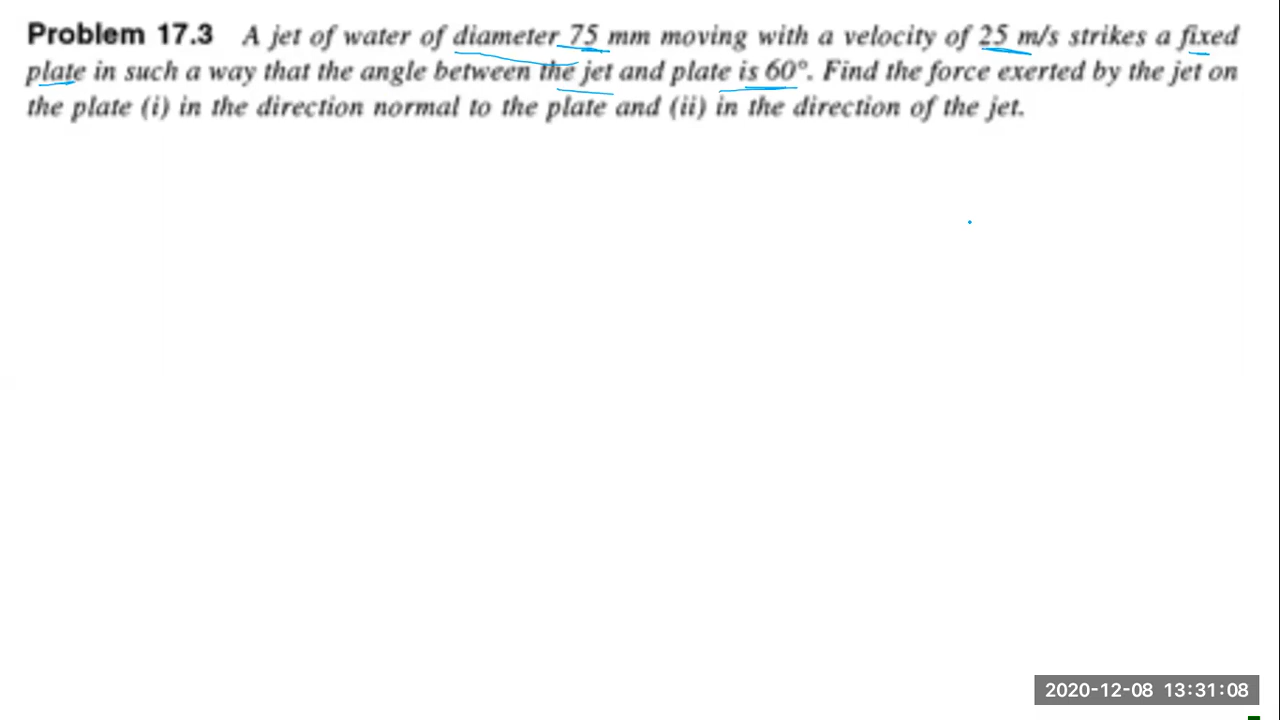 Problem 17.3 A jet of water of diameter 75 mm moving with a velocity of 25 m/s strikes a fixed
plate in such a way that the angle between the jet and plate is 60°. Find the force exerted by the jet on
the plate (i) in the direction normal to the plate and (ii) in the direction of the jet.
2020-12-08 13:31:08